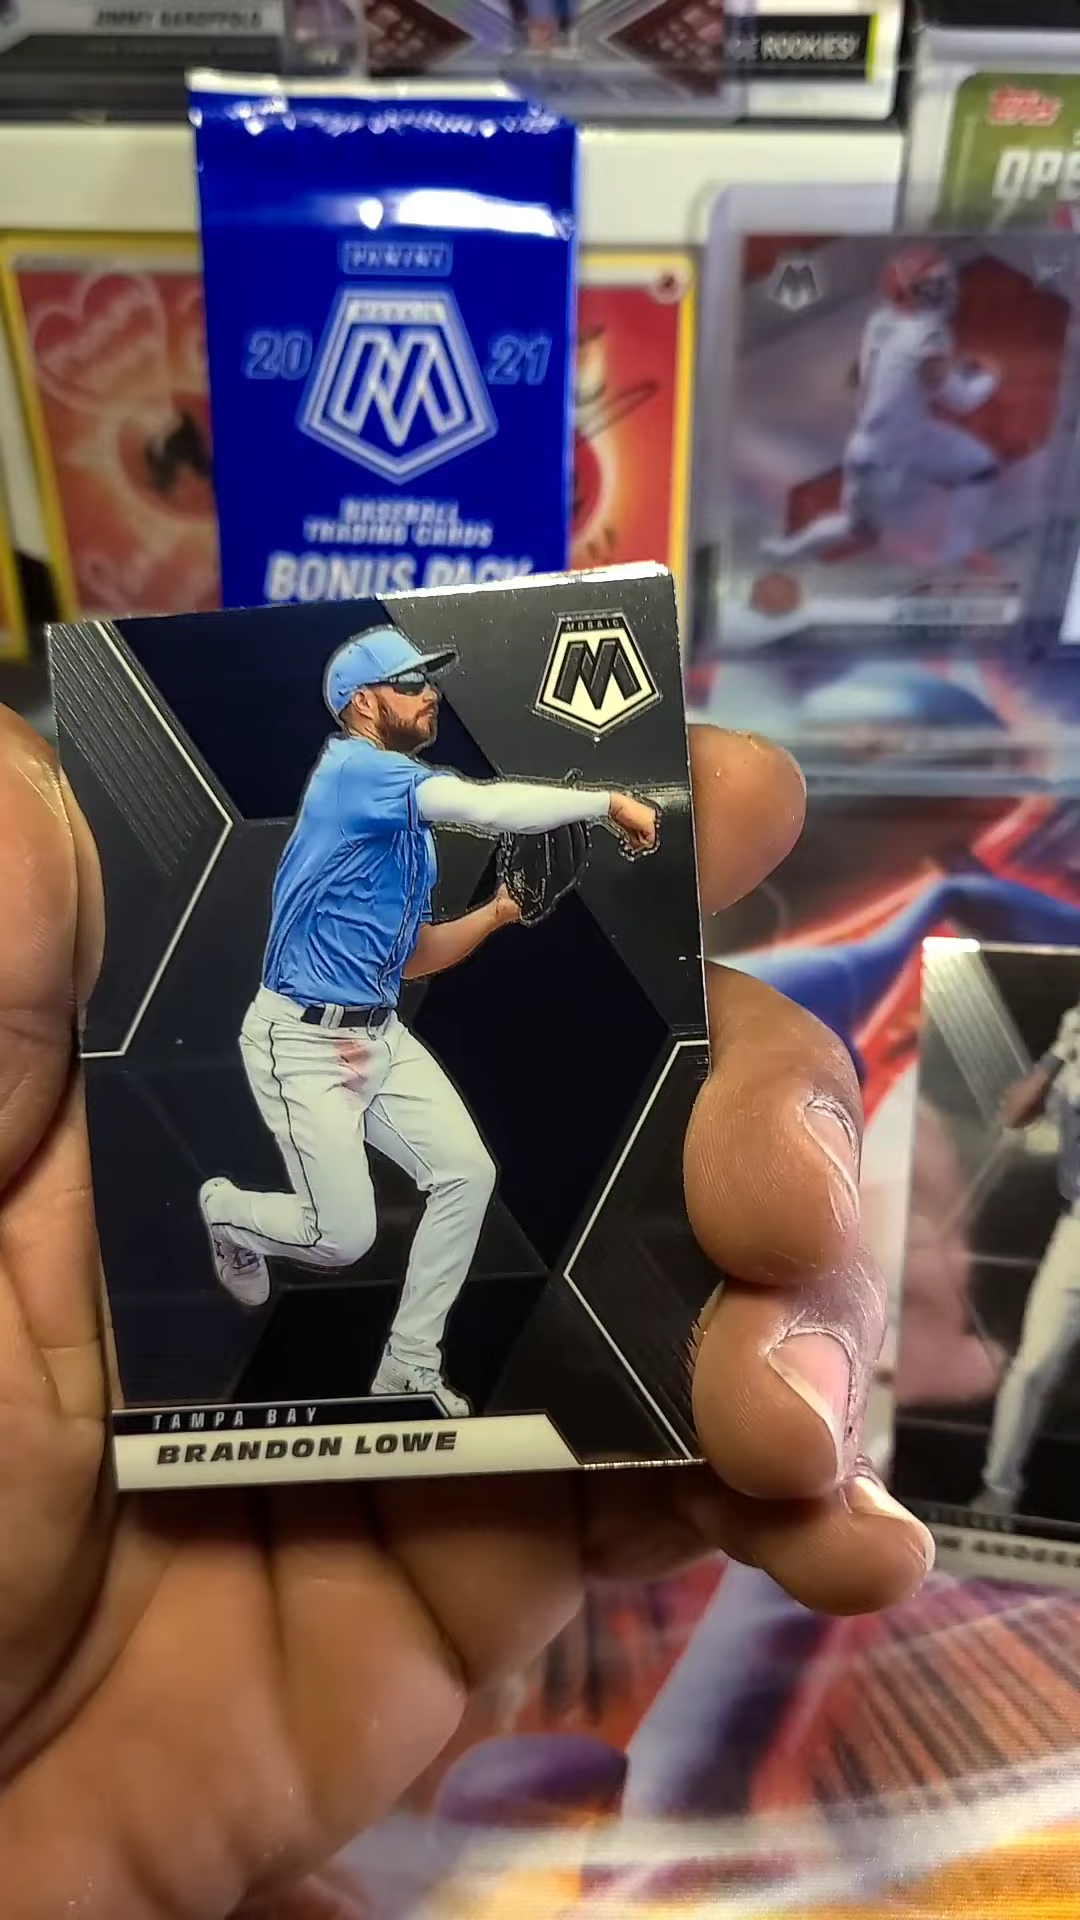 JIMMY GAROPPOLO
ROOKIES!
Topps
OPE
PANINI
MOSAIC
20 21
BASEBALL
TRADING CARDS
BONUS PACK
MOSAIC
TAMPA BAY
BRANDON LOWE